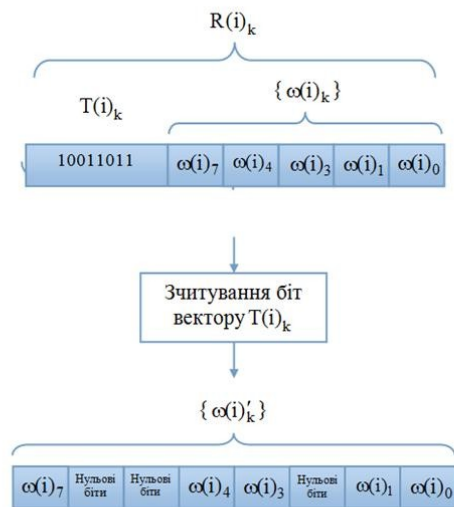 R(i)k
{ ω(i)k }
T(i)k
10011011 ω(i)7 ω(i)4 ω(i)3 ω(i)1 ω(i)0
Зчитування біт
вектору T(i)k
{ ω(i)′k }
ω(i)7 Нульові біти Нульові біти ω(i)4 ω(i)3 Нульові біти ω(i)1 ω(i)0